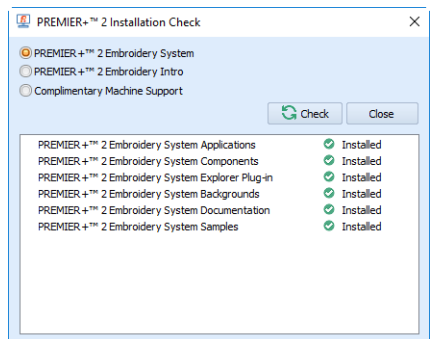 PREMIER+™ 2 Installation Check
PREMIER+™ 2 Embroidery System
PREMIER+™ 2 Embroidery Intro
Complimentary Machine Support
Check Close
PREMIER+™ 2 Embroidery System Applications Installed
PREMIER+™ 2 Embroidery System Components Installed
PREMIER+™ 2 Embroidery System Explorer Plug-in Installed
PREMIER+™ 2 Embroidery System Backgrounds Installed
PREMIER+™ 2 Embroidery System Documentation Installed
PREMIER+™ 2 Embroidery System Samples Installed